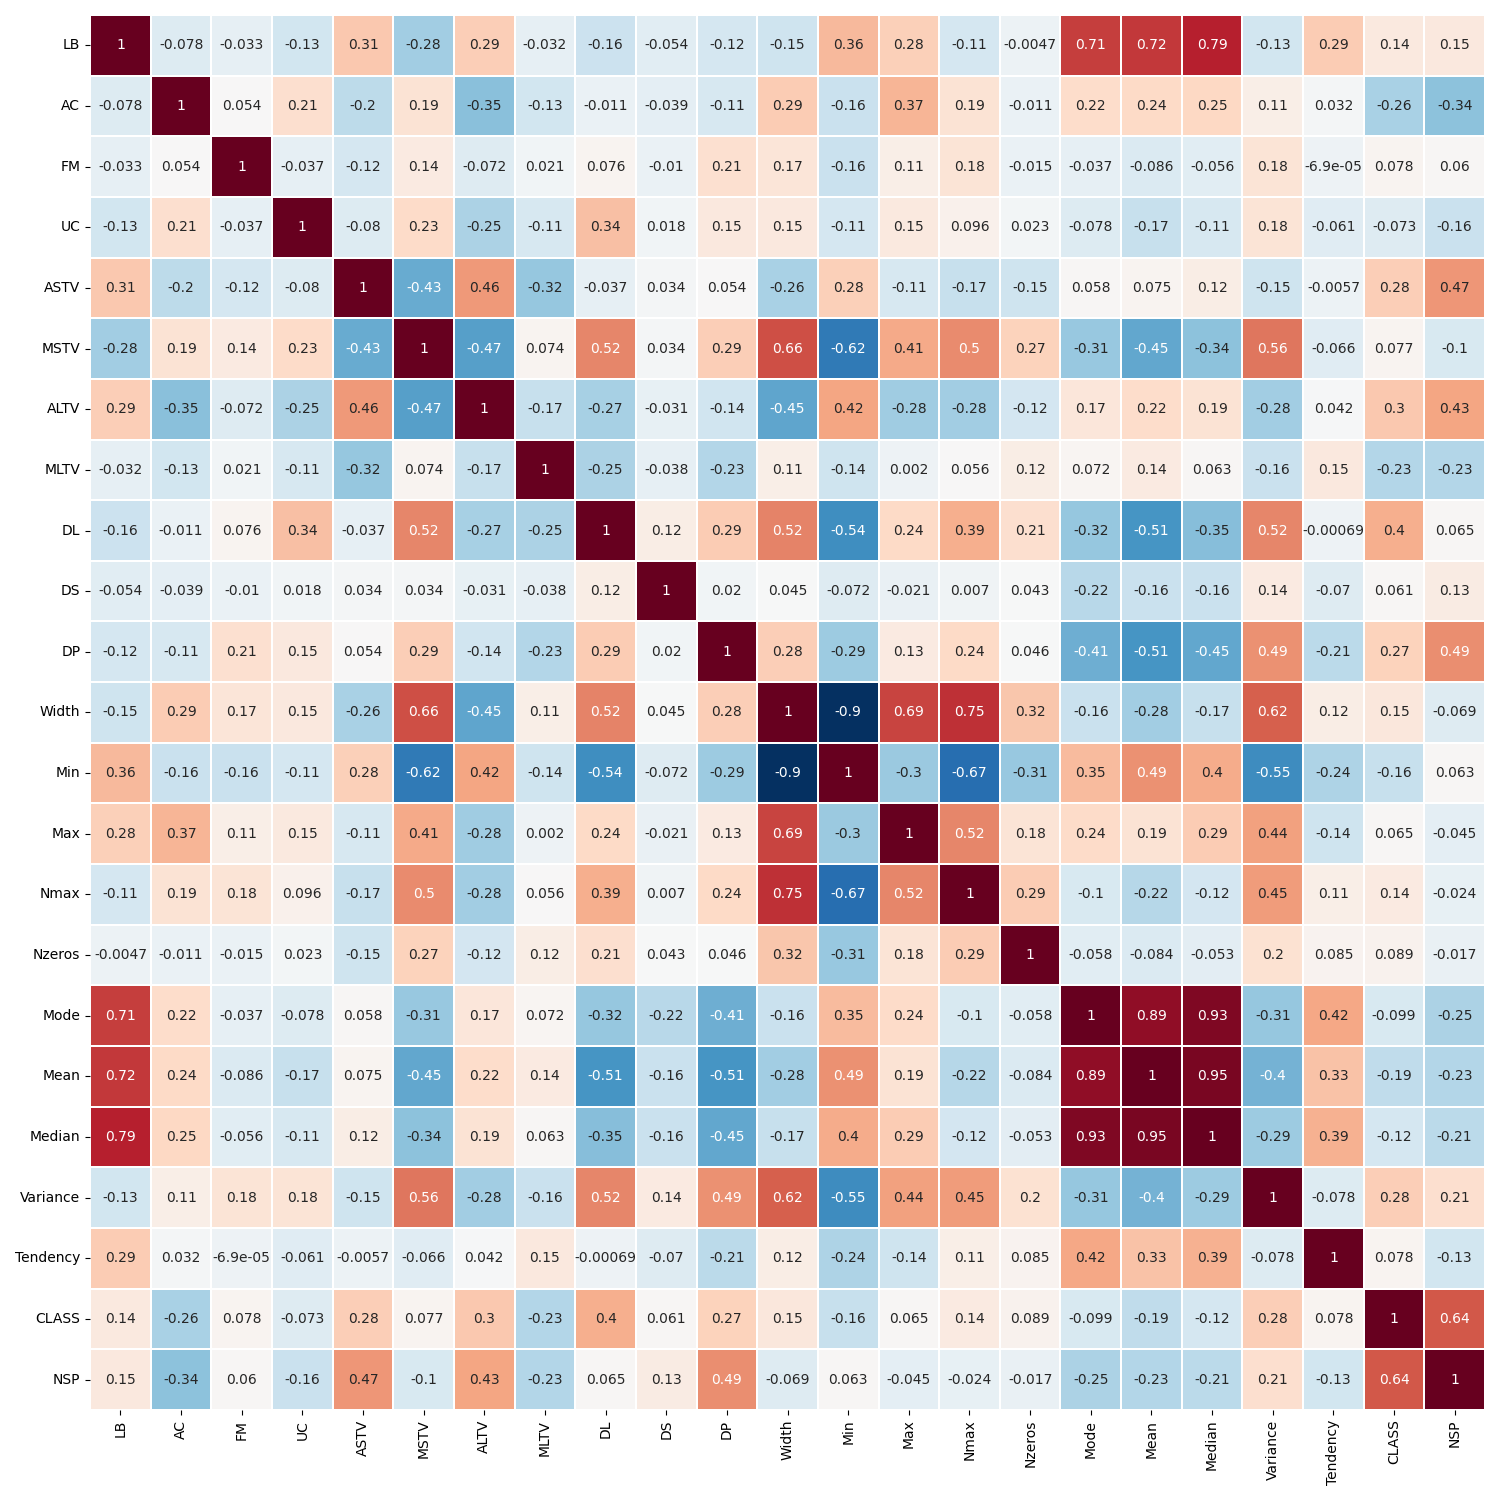 LB 1 -0.078 -0.033 -0.13 0.31 -0.28 0.29 -0.032 -0.16 -0.054 -0.12 -0.15 0.36 0.28 -0.11 -0.0047 0.71 0.72 0.79 -0.13 0.29 0.14 0.15
AC -0.078 1 0.054 0.21 -0.2 0.19 -0.35 -0.13 -0.011 -0.039 -0.11 0.29 -0.16 0.37 0.19 -0.011 0.22 0.24 0.25 0.11 0.032 -0.26 -0.34
FM -0.033 0.054 1 -0.037 -0.12 0.14 -0.072 0.021 0.076 -0.01 0.21 0.17 -0.16 0.11 0.18 -0.015 -0.037 -0.086 -0.056 0.18 -6.9e-05 0.078 0.06
UC -0.13 0.21 -0.037 1 -0.08 0.23 -0.25 -0.11 0.34 0.018 0.15 0.15 -0.11 0.15 0.096 0.023 -0.078 -0.17 -0.11 0.18 -0.061 -0.073 -0.16
ASTV 0.31 -0.2 -0.12 -0.08 1 -0.43 0.46 -0.32 -0.037 0.034 0.054 -0.26 0.28 -0.11 -0.17 -0.15 0.058 0.075 0.12 -0.15 -0.0057 0.28 0.47
MSTV -0.28 0.19 0.14 0.23 -0.43 1 -0.47 0.074 0.52 0.034 0.29 0.66 -0.62 0.41 0.5 0.27 -0.31 -0.45 -0.34 0.56 -0.066 0.077 -0.1
ALTV 0.29 -0.35 -0.072 -0.25 0.46 -0.47 1 -0.17 -0.27 -0.031 -0.14 -0.45 0.42 -0.28 -0.28 -0.12 0.17 0.22 0.19 -0.28 0.042 0.3 0.43
MLTV -0.032 -0.13 0.021 -0.11 -0.32 0.074 -0.17 1 -0.25 -0.038 -0.23 0.11 -0.14 0.002 0.056 0.12 0.072 0.14 0.063 -0.16 0.15 -0.23 -0.23
DL -0.16 -0.011 0.076 0.34 -0.037 0.52 -0.27 -0.25 1 0.12 0.29 0.52 -0.54 0.24 0.39 0.21 -0.32 -0.51 -0.35 0.52 -0.00069 0.4 0.065
DS -0.054 -0.039 -0.01 0.018 0.034 0.034 -0.031 -0.038 0.12 1 0.02 0.045 -0.072 -0.021 0.007 0.043 -0.22 -0.16 -0.16 0.14 -0.07 0.061 0.13
DP -0.12 -0.11 0.21 0.15 0.054 0.29 -0.14 -0.23 0.29 0.02 1 0.28 -0.29 0.13 0.24 0.046 -0.41 -0.51 -0.45 0.49 -0.21 0.27 0.49
Width -0.15 0.29 0.17 0.15 -0.26 0.66 -0.45 0.11 0.52 0.045 0.28 1 -0.9 0.69 0.75 0.32 -0.16 -0.28 -0.17 0.62 0.12 0.15 -0.069
Min 0.36 -0.16 -0.16 -0.11 0.28 -0.62 0.42 -0.14 -0.54 -0.072 -0.29 -0.9 1 -0.3 -0.67 -0.31 0.35 0.49 0.4 -0.55 -0.24 -0.16 0.063
Max 0.28 0.37 0.11 0.15 -0.11 0.41 -0.28 0.002 0.24 -0.021 0.13 0.69 -0.3 1 0.52 0.18 0.24 0.19 0.29 0.44 -0.14 0.065 -0.045
Nmax -0.11 0.19 0.18 0.096 -0.17 0.5 -0.28 0.056 0.39 0.007 0.24 0.75 -0.67 0.52 1 0.29 -0.1 -0.22 -0.12 0.45 0.11 0.14 -0.024
Nzeros -0.0047 -0.011 -0.015 0.023 -0.15 0.27 -0.12 0.12 0.21 0.043 0.046 0.32 -0.31 0.18 0.29 1 -0.058 -0.084 -0.053 0.2 0.085 0.089 -0.017
Mode 0.71 0.22 -0.037 -0.078 0.058 -0.31 0.17 0.072 -0.32 -0.22 -0.41 -0.16 0.35 0.24 -0.1 -0.058 1 0.89 0.93 -0.31 0.42 -0.099 -0.25
Mean 0.72 0.24 -0.086 -0.17 0.075 -0.45 0.22 0.14 -0.51 -0.16 -0.51 -0.28 0.49 0.19 -0.22 -0.084 0.89 1 0.95 -0.4 0.33 -0.19 -0.23
Median 0.79 0.25 -0.056 -0.11 0.12 -0.34 0.19 0.063 -0.35 -0.16 -0.45 -0.17 0.4 0.29 -0.12 -0.053 0.93 0.95 1 -0.29 0.39 -0.12 -0.21
Variance -0.13 0.11 0.18 0.18 -0.15 0.56 -0.28 -0.16 0.52 0.14 0.49 0.62 -0.55 0.44 0.45 0.2 -0.31 -0.4 -0.29 1 -0.078 0.28 0.21
Tendency 0.29 0.032 -6.9e-05 -0.061 -0.0057 -0.066 0.042 0.15 -0.00069 -0.07 -0.21 0.12 -0.24 -0.14 0.11 0.085 0.42 0.33 0.39 -0.078 1 0.078 -0.13
CLASS 0.14 -0.26 0.078 -0.073 0.28 0.077 0.3 -0.23 0.4 0.061 0.27 0.15 -0.16 0.065 0.14 0.089 -0.099 -0.19 -0.12 0.28 0.078 1 0.64
NSP 0.15 -0.34 0.06 -0.16 0.47 -0.1 0.43 -0.23 0.065 0.13 0.49 -0.069 0.063 -0.045 -0.024 -0.017 -0.25 -0.23 -0.21 0.21 -0.13 0.64 1
LB AC FM UC ASTV MSTV ALTV MLTV DL DS DP Width Min Max Nmax Nzeros Mode Mean Median Variance Tendency CLASS NSP